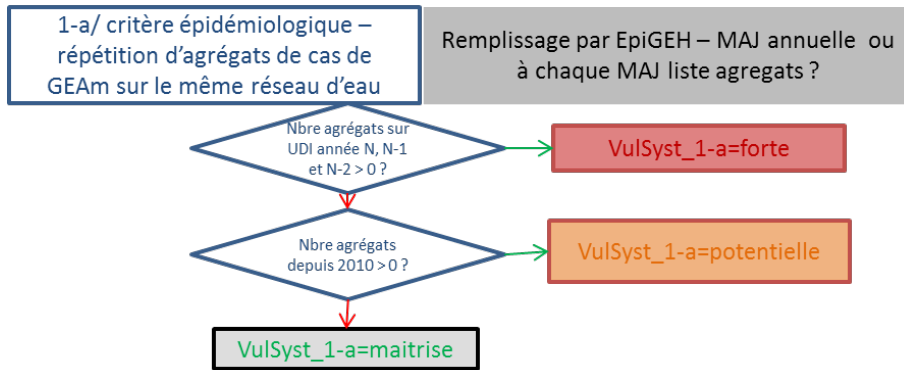 1-a/ critère épidémiologique –
répétition d’agrégats de cas de
GEAm sur le même réseau d’eau
Remplissage par EpiGEH – MAJ annuelle ou
à chaque MAJ liste agregats ?
Nbre agrégats sur
UDI année N, N-1
et N-2 > 0 ?
VulSyst_1-a=forte
Nbre agrégats
depuis 2010 > 0 ?
VulSyst_1-a=potentielle
VulSyst_1-a=maitrise